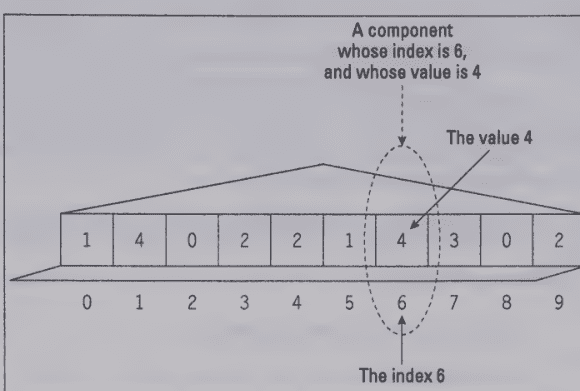 A component
whose index is 6,
and whose value is 4
The value 4
1 4 0 2 2 1 4 3 0 2
0 1 2 3 4 5 6 7 8 9
The index 6